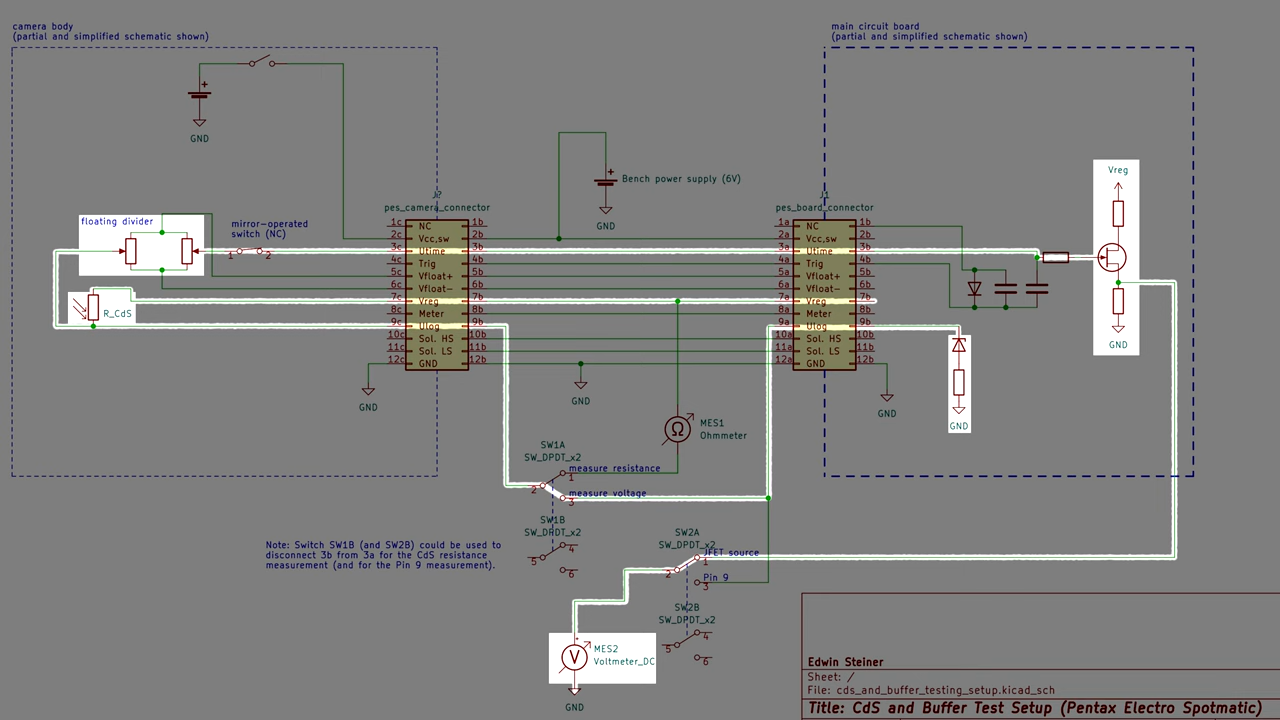 camera body
(partial and simplified schematic shown)
main circuit board
(partial and simplified schematic shown)
+
GND
+
Bench power supply (6V)
GND
Vreg
GND
floating divider
mirror-operated
switch (NC)
1
2
R_CdS
J?
pes_camera_connector
1c NC 1b
2c Vcc,sw 2b
3c Utime 3b
4c Trig 4b
5c Vfloat+ 5b
6c Vfloat- 6b
7c Vreg 7b
8c Meter 8b
9c Ulog 9b
10c Sol. HS 10b
11c Sol. LS 11b
12c GND 12b
J1
pes_board_connector
1a NC 1b
2a Vcc,sw 2b
3a Utime 3b
4a Trig 4b
5a Vfloat+ 5b
6a Vfloat- 6b
7a Vreg 7b
8a Meter 8b
9a Ulog 9b
10a Sol. HS 10b
11a Sol. LS 11b
12a GND 12b
GND
GND
GND
GND
Ω
MES1
Ohmmeter
SW1A
SW_DPDT_x2
measure resistance
1
2
measure voltage
3
SW1B
SW_DPDT_x2
4
5
6
Note: Switch SW1B (and SW2B) could be used to
disconnect 3b from 3a for the CdS resistance
measurement (and for the Pin 9 measurement).
SW2A
SW_DPDT_x2
JFET source
1
2
Pin 9
3
SW2B
SW_DPDT_x2
4
5
6
V
MES2
Voltmeter_DC
GND
Edwin Steiner
Sheet: /
File: cds_and_buffer_testing_setup.kicad_sch
Title: CdS and Buffer Test Setup (Pentax Electro Spotmatic)